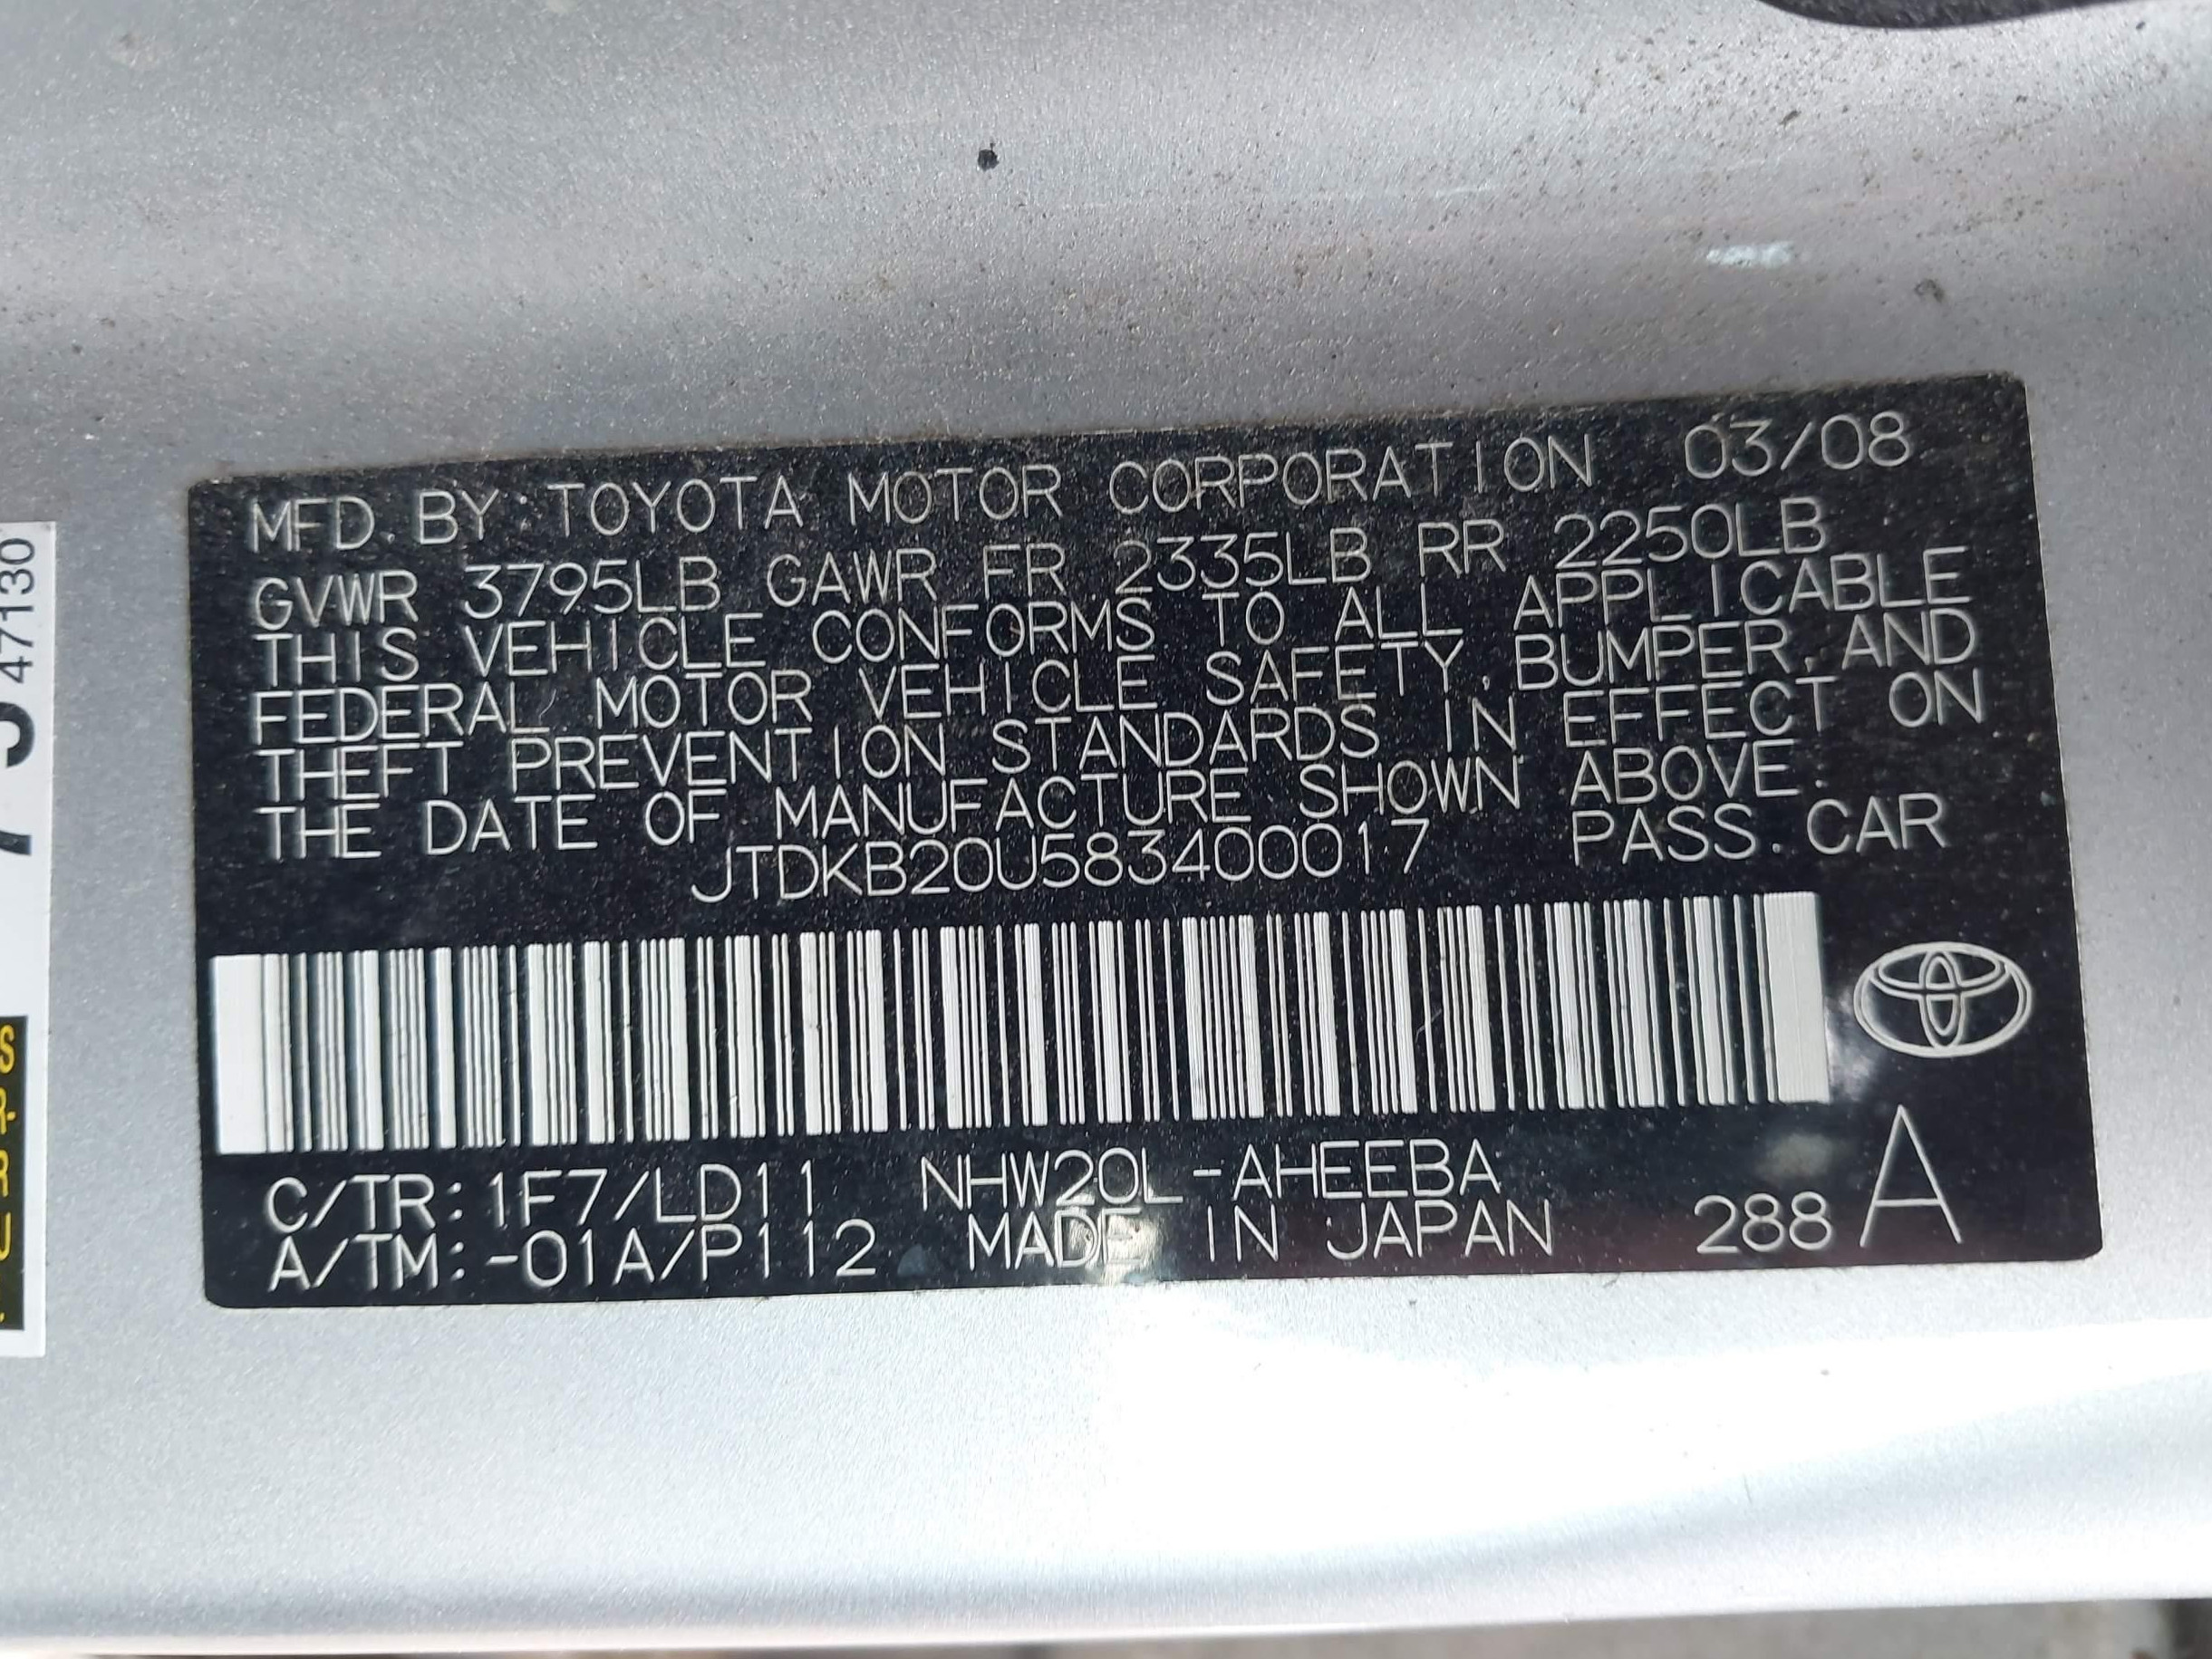 MFD. BY: TOYOTA MOTOR CORPORATION 03/08
GVWR 3795LB GAWR FR 2335LB RR 2250LB
THIS VEHICLE CONFORMS TO ALL APPLICABLE
FEDERAL MOTOR VEHICLE SAFETY, BUMPER, AND
THEFT PREVENTION STANDARDS IN EFFECT ON
THE DATE OF MANUFACTURE SHOWN ABOVE.
JTDKB20U583400017 PASS. CAR
C/TR: 1F7/LD11 NHW20L-AHEEBA
A/TM: -01A/P112 MADE IN JAPAN 288 A
47130